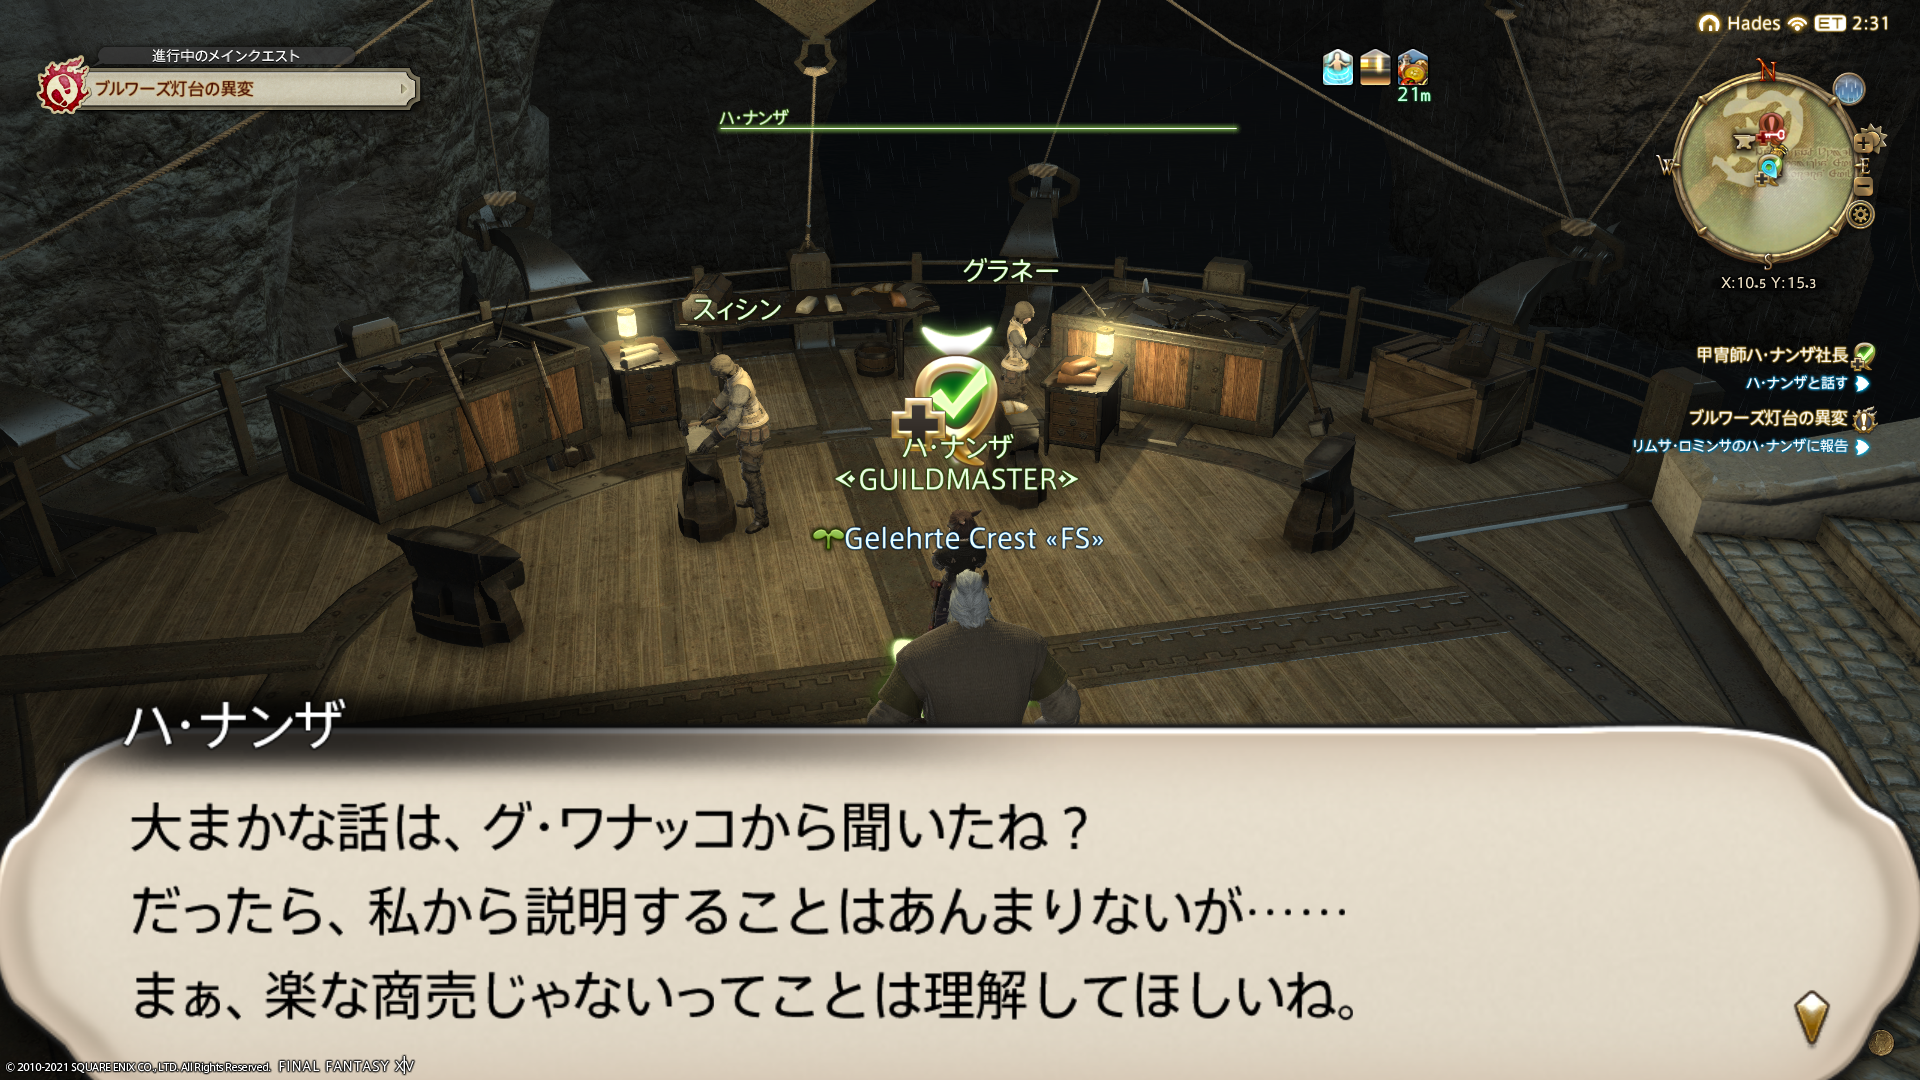 進行中のメインクエスト
ブルワーズ灯台の異変
ハ・ナンザ
21m
Hades ET 2:31
N
W
E
S
X:10.5 Y:15.3
甲冑師ハ・ナンザ社長
ハ・ナンザと話す
ブルワーズ灯台の異変
リムサ・ロミンサのハ・ナンザに報告
グラネー
スィシン
ハ・ナンザ
<GUILDMASTER>
Gelehrte Crest «FS»
ハ・ナンザ
大まかな話は、グ・ワナッコから聞いたね？
だったら、私から説明することはあんまりないが……
まぁ、楽な商売じゃないってことは理解してほしいね。
© 2010-2021 SQUARE ENIX CO., LTD. All Rights Reserved. FINAL FANTASY XIV